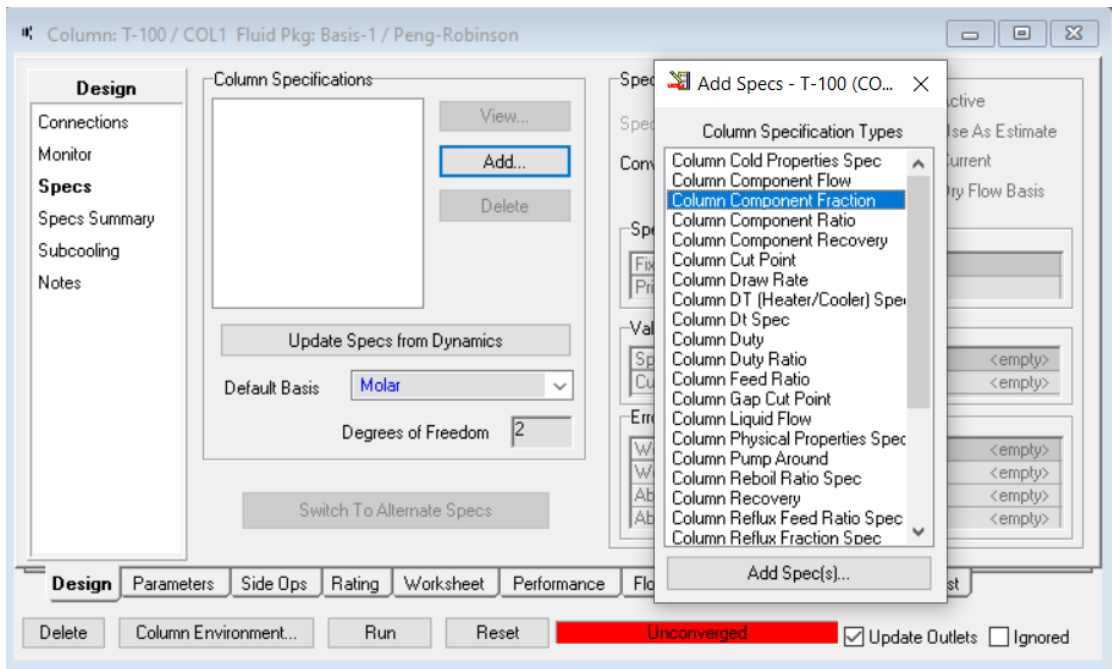 Column: T-100 / COL1 Fluid Pkg: Basis-1 / Peng-Robinson
Design
Connections
Monitor
Specs
Specs Summary
Subcooling
Notes
Column Specifications
View...
Add...
Delete
Update Specs from Dynamics
Default Basis Molar
Degrees of Freedom 2
Switch To Alternate Specs
Add Specs - T-100 (CO...
Column Specification Types
Column Cold Properties Spec
Column Component Flow
Column Component Fraction
Column Component Ratio
Column Component Recovery
Column Cut Point
Column Draw Rate
Column DT (Heater/Cooler) Spe
Column Dt Spec
Column Duty
Column Duty Ratio
Column Feed Ratio
Column Gap Cut Point
Column Liquid Flow
Column Physical Properties Spec
Column Pump Around
Column Reboil Ratio Spec
Column Recovery
Column Reflux Feed Ratio Spec
Column Reflux Fraction Spec
Add Spec(s)...
Flow Basis
<empty>
<empty>
<empty>
<empty>
<empty>
<empty>
Design Parameters Side Ops Rating Worksheet Performance
Delete Column Environment... Run Reset Unconverged Update Outlets Ignored